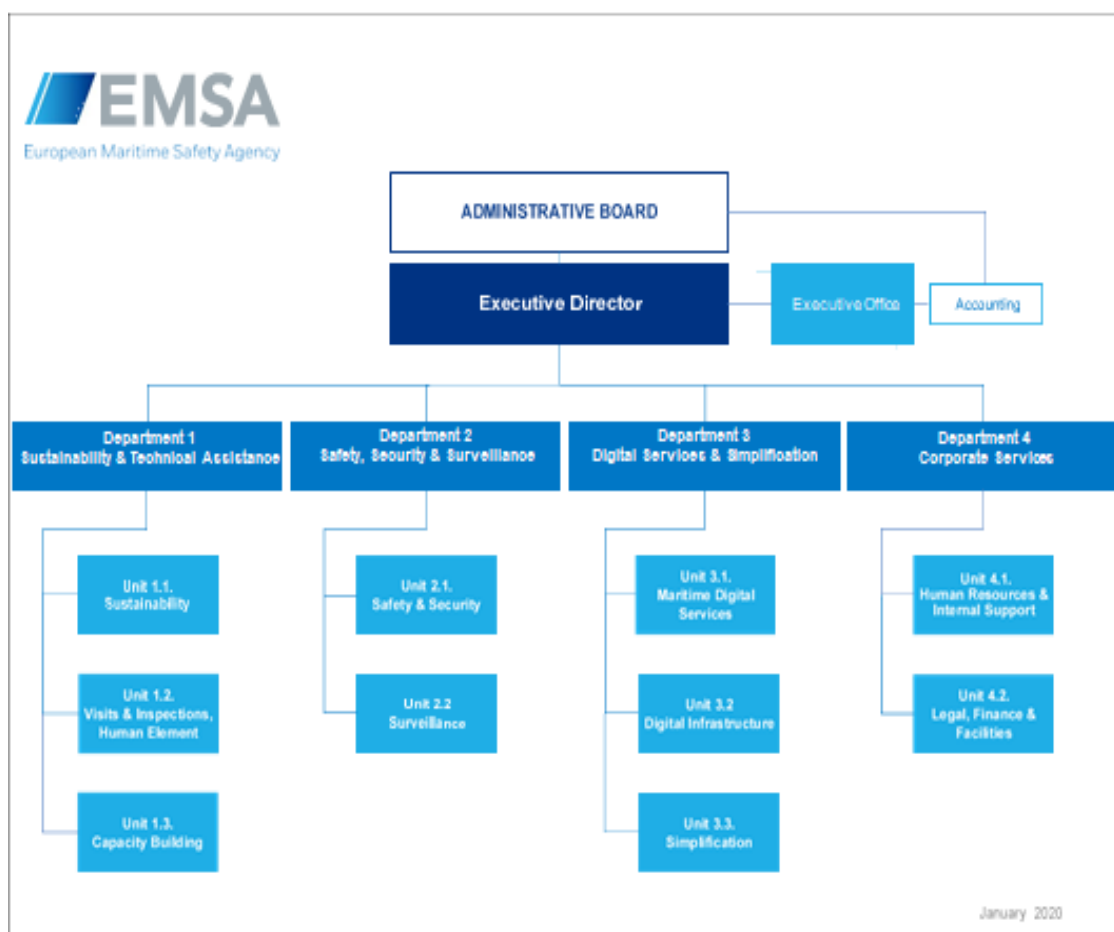 EMSA
European Maritime Safety Agency
ADMINISTRATIVE BOARD
Executive Director
Executive Office
Accounting
Department 1
Sustainability & Technical Assistance
Department 2
Safety, Security & Surveillance
Department 3
Digital Services & Simplification
Department 4
Corporate Services
Unit 1.1.
Sustainability
Unit 2.1.
Safety & Security
Unit 3.1.
Maritime Digital
Services
Unit 4.1.
Human Resources &
Internal Support
Unit 1.2.
Visits & Inspections,
Human Element
Unit 2.2
Surveillance
Unit 3.2
Digital Infrastructure
Unit 4.2.
Legal, Finance &
Facilities
Unit 1.3.
Capacity Building
Unit 3.3.
Simplification
January 2020